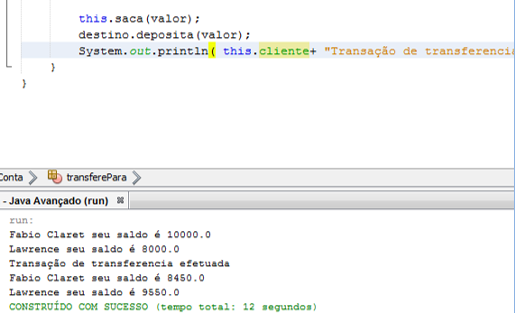 this.saca(valor);
destino.deposita(valor);
System.out.println( this.cliente+ "Transação de transferencia
}
}
Conta transferePara
- Java Avançado (run)
run:
Fabio Claret seu saldo é 10000.0
Lawrence seu saldo é 8000.0
Transação de transferencia efetuada
Fabio Claret seu saldo é 8450.0
Lawrence seu saldo é 9550.0
CONSTRUÍDO COM SUCESSO (tempo total: 12 segundos)